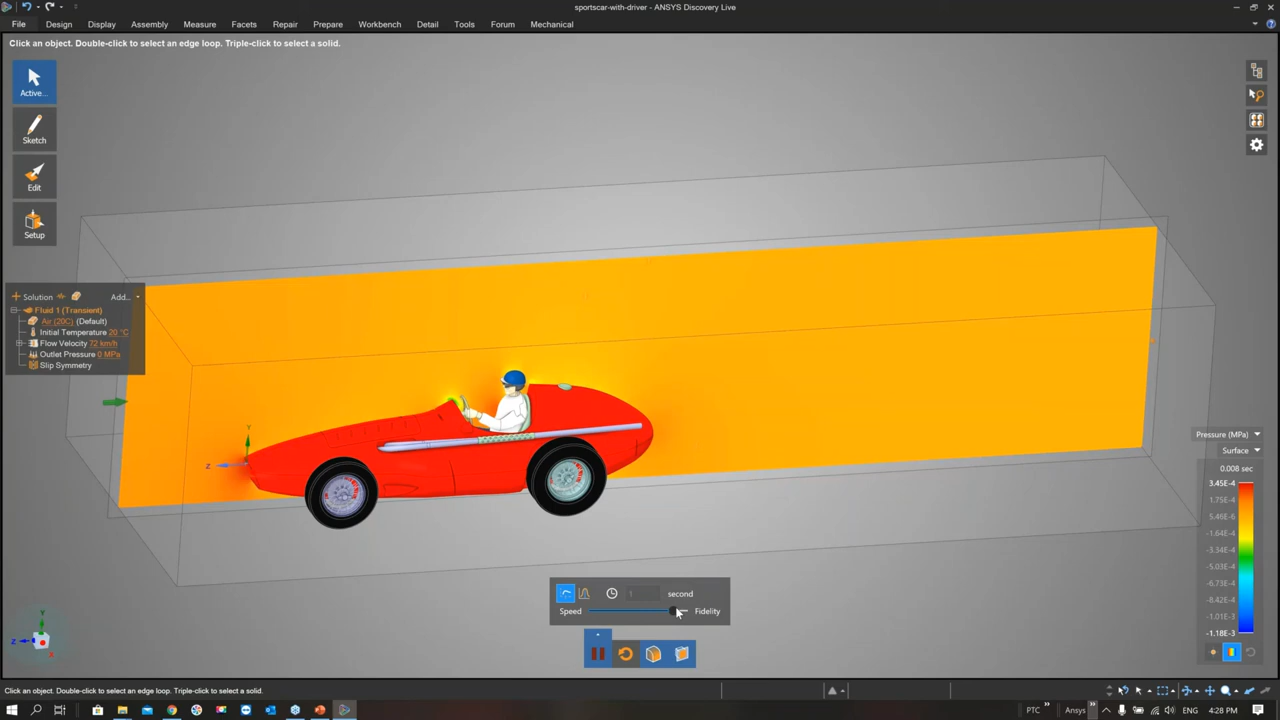 sportscar-with-driver - ANSYS Discovery Live
File Design Display Assembly Measure Facets Repair Prepare Workbench Detail Tools Forum Mechanical
Click an object. Double-click to select an edge loop. Triple-click to select a solid.
Active...
Sketch
Edit
Setup
Solution Add...
Fluid 1 (Transient)
Air (20C) (Default)
Initial Temperature 20 °C
Flow Velocity 72 km/h
Outlet Pressure 0 MPa
Slip Symmetry
Y
Z
Pressure (MPa)
Surface
0.008 sec
3.45E-4
1.75E-4
5.46E-6
-1.64E-4
-3.34E-4
-5.03E-4
-6.73E-4
-8.42E-4
-1.01E-3
-1.18E-3
1 second
Speed Fidelity
Y
Z
X
Click an object. Double-click to select an edge loop. Triple-click to select a solid.
PTC Ansys ENG 4:28 PM